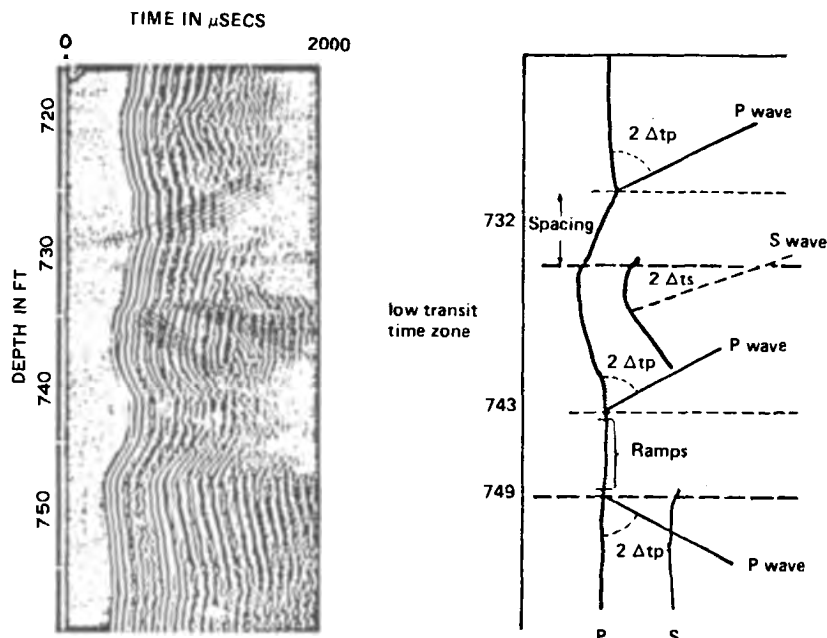 TIME IN µSECS
0 2000
DEPTH IN FT
720
730
740
750
P wave
2 Δtp
732
Spacing
S wave
2 Δts
low transit
time zone
P wave
2 Δtp
743
Ramps
749
2 Δtp
P wave
P S